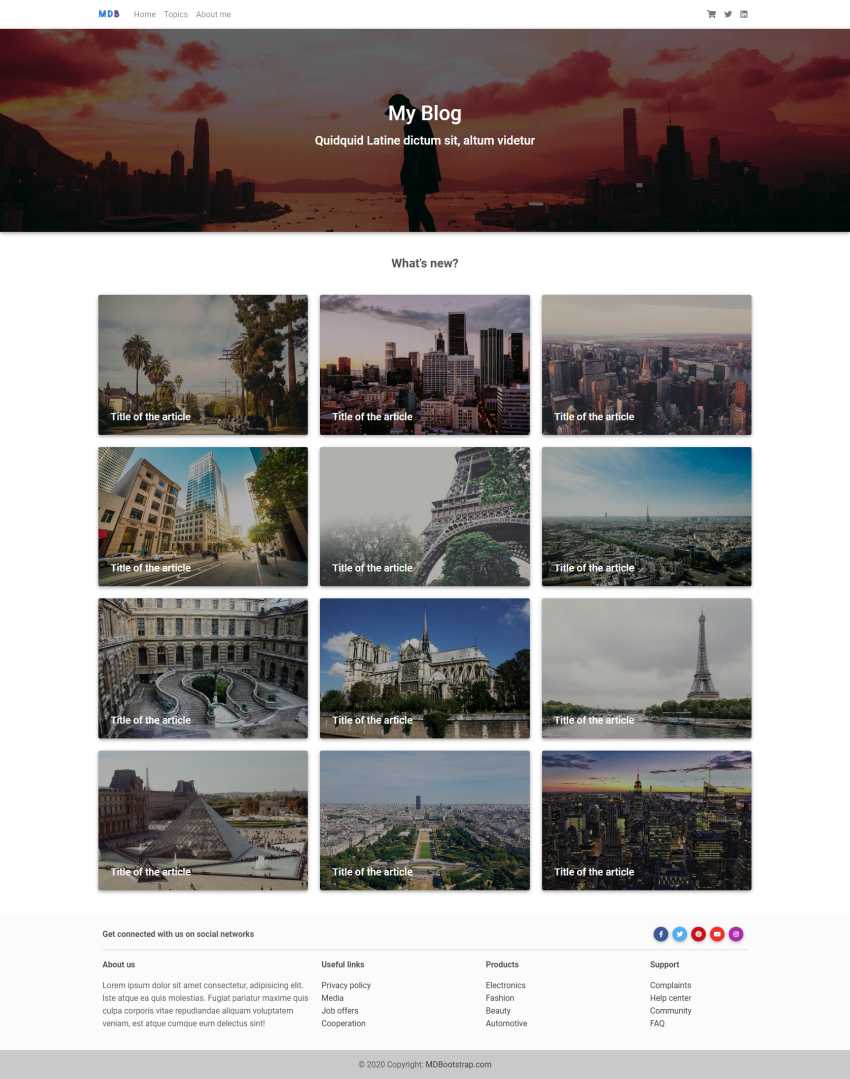 MDB Home Topics About me
My Blog
Quidquid Latine dictum sit, altum videtur
What's new?
Title of the article Title of the article Title of the article
Title of the article Title of the article Title of the article
Title of the article Title of the article Title of the article
Title of the article Title of the article Title of the article
Get connected with us on social networks
About us
Lorem ipsum dolor sit amet consectetur, adipisicing elit.
Iste atque ea quis molestias. Fugiat pariatur maxime quis
culpa corporis vitae repudiandae aliquam voluptatem
veniam, est atque cumque eum delectus sint!
Useful links
Privacy policy
Media
Job offers
Cooperation
Products
Electronics
Fashion
Beauty
Automotive
Support
Complaints
Help center
Community
FAQ
© 2020 Copyright: MDBootstrap.com